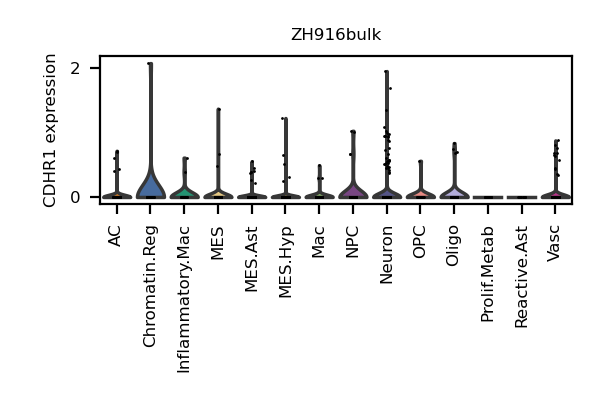 ZH916bulk
CDHR1 expression
2
0
AC
Chromatin.Reg
Inflammatory.Mac
MES
MES.Ast
MES.Hyp
Mac
NPC
Neuron
OPC
Oligo
Prolif.Metab
Reactive.Ast
Vasc